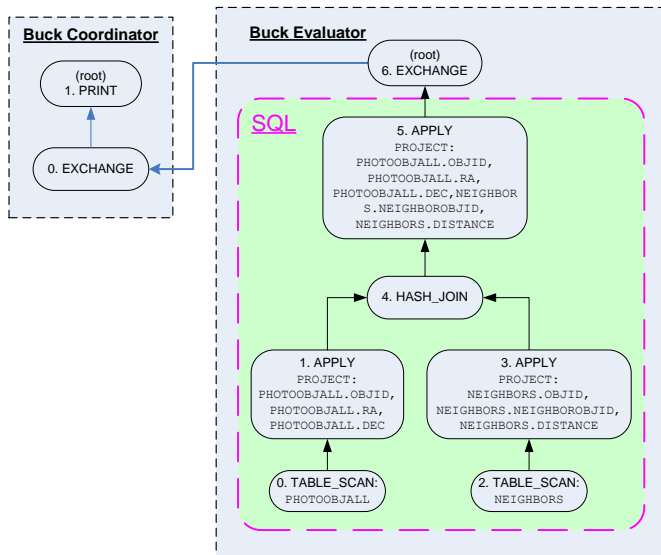 Buck Coordinator
(root)
1. PRINT
0. EXCHANGE
Buck Evaluator
(root)
6. EXCHANGE
SQL
5. APPLY
PROJECT:
PHOTOOBJALL.OBJID,
PHOTOOBJALL.RA,
PHOTOOBJALL.DEC,NEIGHBOR
S.NEIGHBOROBJID,
NEIGHBORS.DISTANCE
4. HASH_JOIN
1. APPLY
PROJECT:
PHOTOOBJALL.OBJID,
PHOTOOBJALL.RA,
PHOTOOBJALL.DEC
3. APPLY
PROJECT:
NEIGHBORS.OBJID,
NEIGHBORS.NEIGHBOROBJID,
NEIGHBORS.DISTANCE
0. TABLE_SCAN:
PHOTOOBJALL
2. TABLE_SCAN:
NEIGHBORS